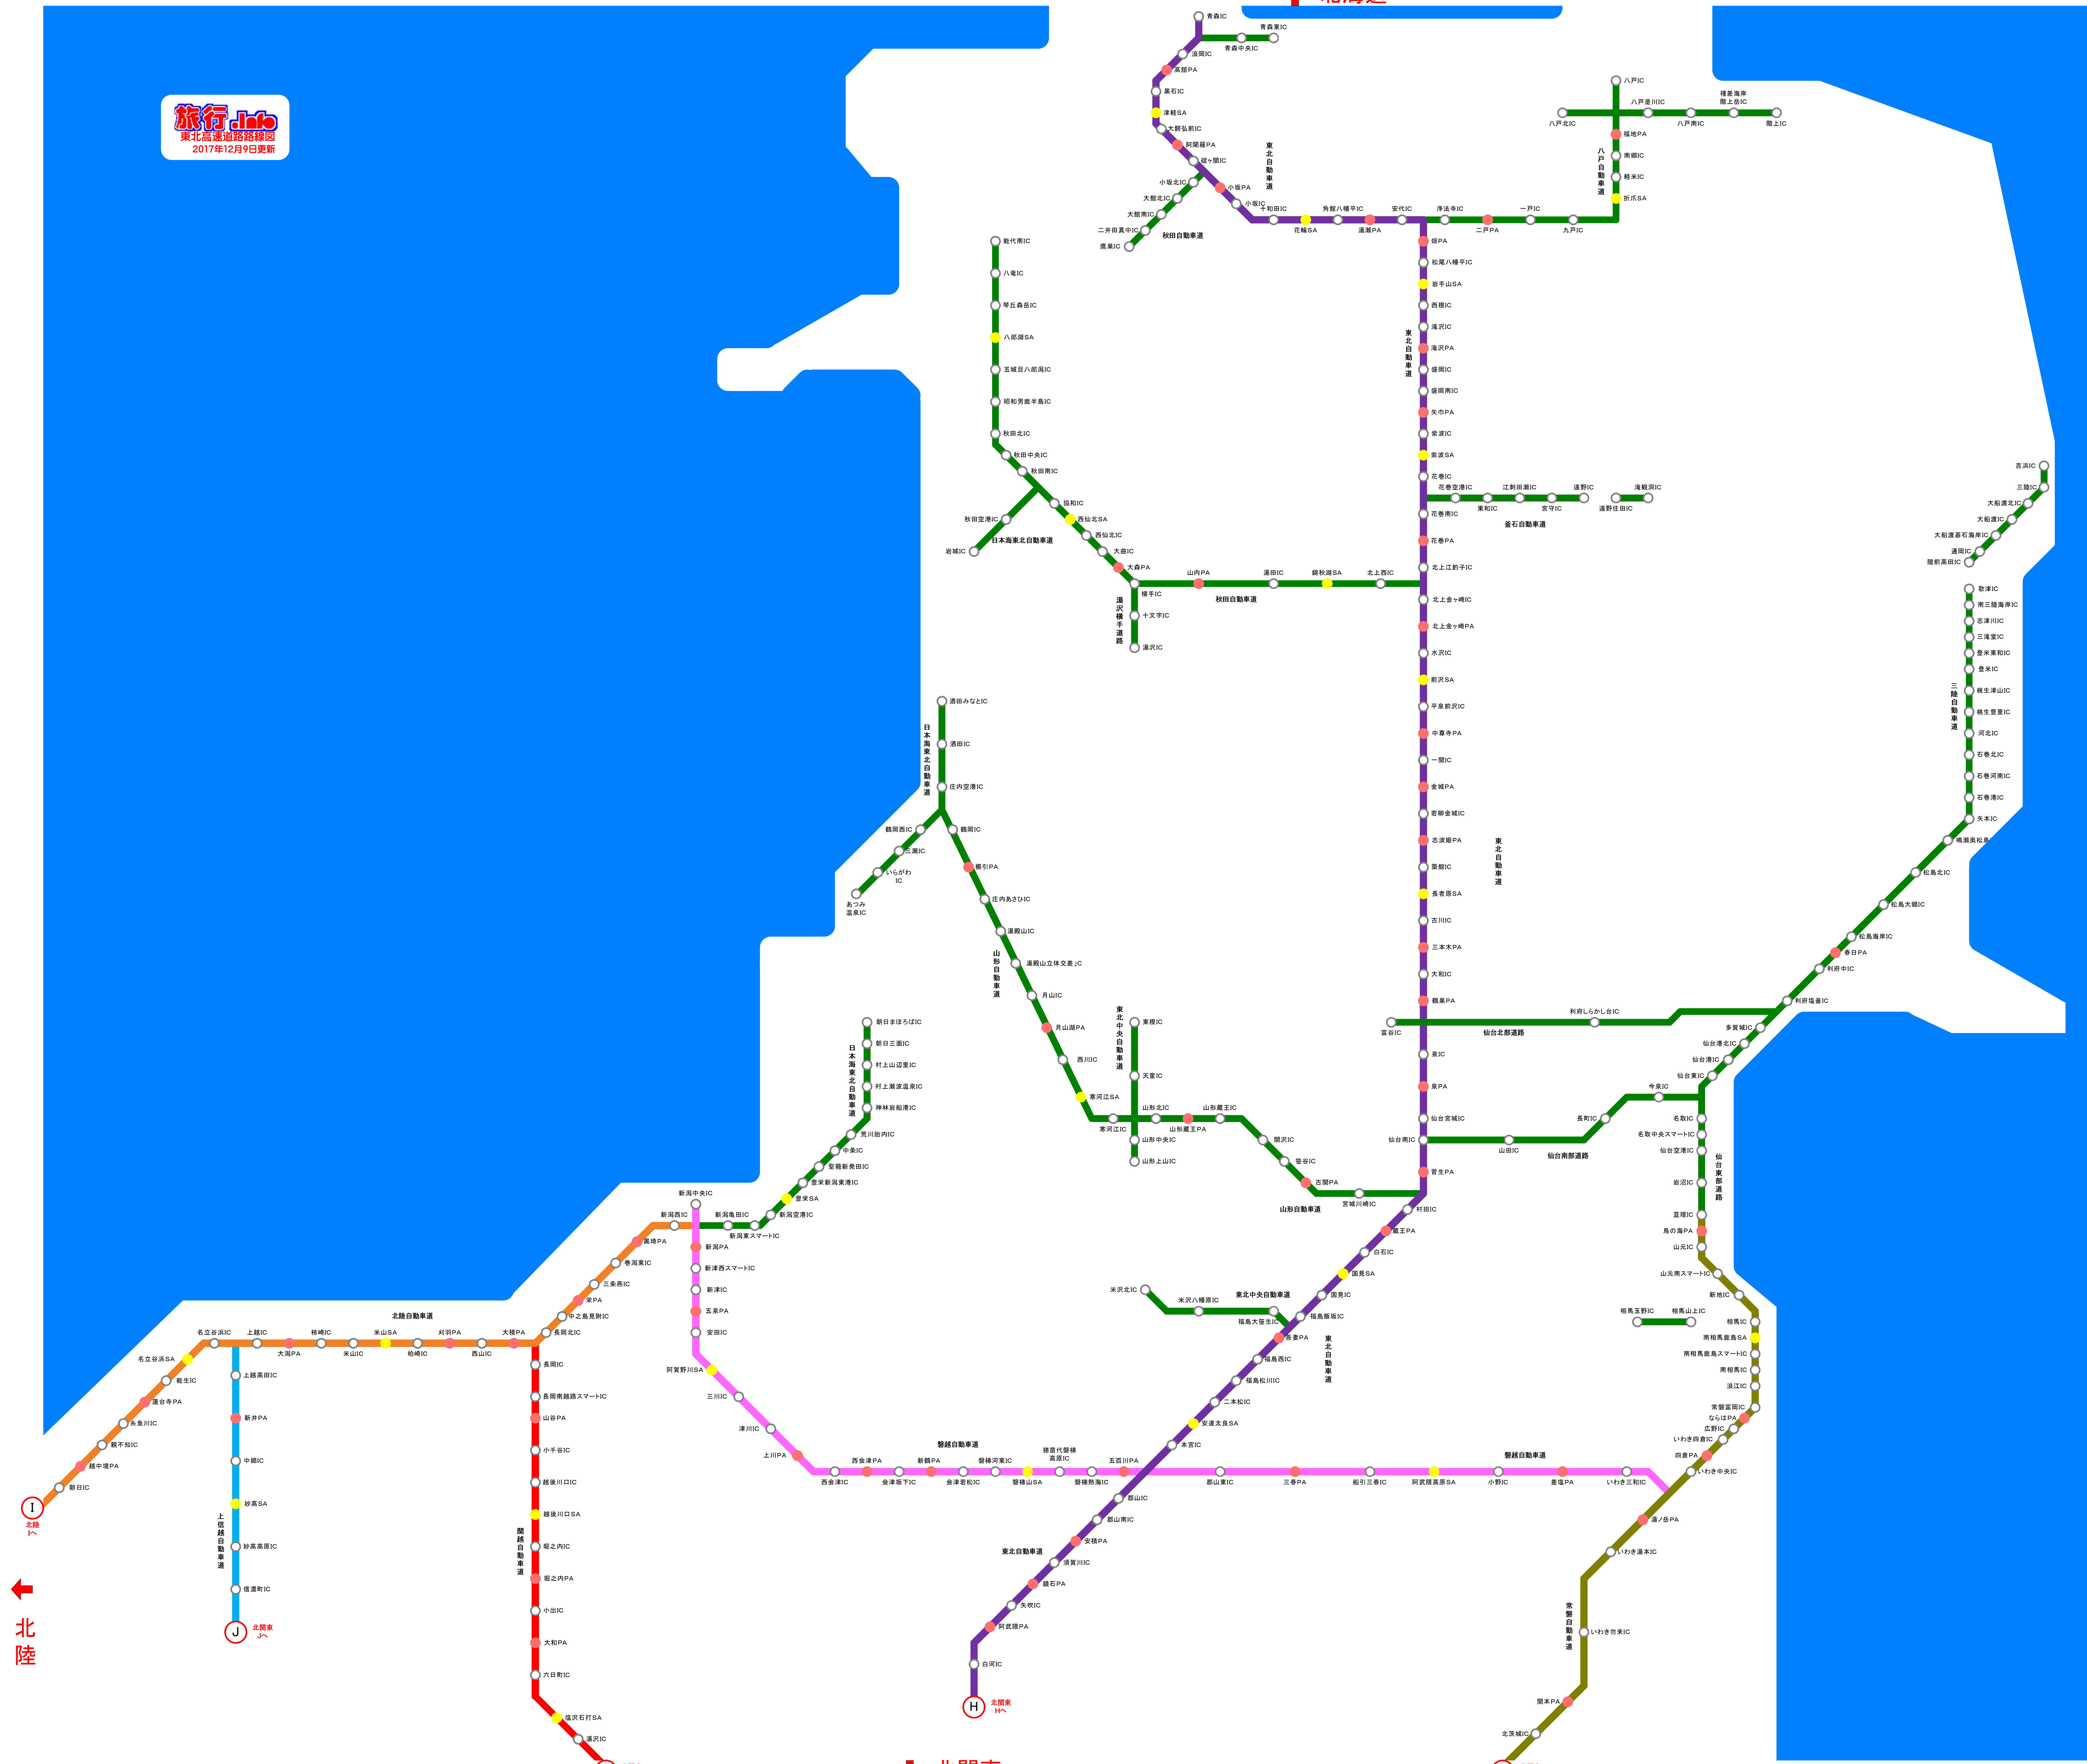 北海道
旅行.Info
東北高速道路路線図
2017年12月9日更新
青森IC
青森東IC
青森中央IC
浪岡IC
高舘PA
黒石IC
津軽SA
大鰐弘前IC
阿闍羅PA
碇ヶ関IC
小坂北IC
小坂PA
大館北IC
小坂IC
大館南IC
二井田真中IC
鷹巣IC
秋田自動車道
東北自動車道
十和田IC
花輪SA
角館八幡平IC
湯瀬PA
安代IC
浄法寺IC
二戸PA
一戸IC
九戸IC
八戸IC
八戸北IC
八戸是川IC
八戸南IC
種差海岸
階上岳IC
階上IC
福地PA
南郷IC
軽米IC
折爪SA
八戸自動車道
畑PA
松尾八幡平IC
岩手山SA
西根IC
滝沢IC
滝沢PA
盛岡IC
盛岡南IC
矢巾PA
紫波IC
紫波SA
花巻IC
東北自動車道
花巻空港IC
東和IC
江刺田瀬IC
宮守IC
遠野IC
遠野住田IC
滝観洞IC
釜石自動車道
花巻南IC
花巻PA
北上江釣子IC
北上金ヶ崎IC
北上金ヶ崎PA
水沢IC
前沢SA
平泉前沢IC
中尊寺PA
一関IC
金城PA
若柳金城IC
志波姫PA
築館IC
長者原SA
古川IC
三本木PA
大和IC
鶴巣PA
東北自動車道
能代南IC
八竜IC
琴丘森岳IC
八郎湖SA
五城目八郎潟IC
昭和男鹿半島IC
秋田北IC
秋田中央IC
秋田南IC
協和IC
西仙北SA
西仙北IC
大曲IC
大森PA
横手IC
秋田空港IC
岩城IC
日本海東北自動車道
山内PA
湯田IC
錦秋湖SA
北上西IC
秋田自動車道
湯沢横手道路
十文字IC
湯沢IC
吉浜IC
三陸IC
大船渡北IC
大船渡IC
大船渡碁石海岸IC
通岡IC
陸前高田IC
歌津IC
南三陸海岸IC
志津川IC
三滝堂IC
登米東和IC
登米IC
桃生津山IC
桃生豊里IC
河北IC
石巻北IC
石巻河南IC
石巻港IC
矢本IC
鳴瀬奥松島
三陸自動車道
松島北IC
松島大郷IC
松島海岸IC
春日PA
利府中IC
利府塩釜IC
酒田みなとIC
酒田IC
庄内空港IC
日本海東北自動車道
鶴岡西IC
三瀬IC
いらがわ
IC
あつみ
温泉IC
鶴岡IC
櫛引PA
庄内あさひIC
湯殿山IC
湯殿山立体交差JC
月山IC
月山湖PA
西川IC
寒河江SA
寒河江IC
山形自動車道
東北中央自動車道
東根IC
天童IC
山形北IC
山形蔵王PA
山形蔵王IC
山形中央IC
山形上山IC
関沢IC
笹谷IC
古関PA
宮城川崎IC
山形自動車道
富谷IC
仙台北部道路
利府しらかし台IC
多賀城IC
仙台港北IC
仙台港IC
仙台東IC
泉IC
泉PA
仙台宮城IC
仙台南IC
山田IC
仙台南部道路
長町IC
今泉IC
菅生PA
名取IC
名取中央スマートIC
仙台空港IC
岩沼IC
亘理IC
鳥の海PA
山元IC
仙台東部道路
山元南スマートIC
新地IC
相馬玉野IC
相馬山上IC
相馬IC
南相馬鹿島SA
南相馬鹿島スマートIC
南相馬IC
浪江IC
常磐富岡IC
ならはPA
広野IC
いわき四倉IC
四倉PA
いわき中央IC
湯ノ岳PA
いわき湯本IC
いわき勿来IC
関本PA
北茨城IC
常磐自動車道
村田IC
蔵王PA
白石IC
国見SA
国見IC
福島飯坂IC
吾妻PA
福島西IC
福島松川IC
二本松IC
安達太良SA
本宮IC
郡山IC
郡山南IC
安積PA
須賀川IC
鏡石PA
矢吹IC
阿武隈PA
白河IC
H
北関東
Hへ
東北自動車道
東北自動車道
米沢北IC
米沢八幡原IC
福島大笹生IC
東北中央自動車道
朝日まほろばIC
朝日三面IC
村上山辺里IC
村上瀬波温泉IC
神林岩船港IC
荒川胎内IC
中条IC
聖籠新発田IC
豊栄新潟東港IC
豊栄SA
新潟空港IC
日本海東北自動車道
新潟中央IC
新潟西IC
新潟亀田IC
新潟東スマートIC
黒埼PA
巻潟東IC
三条燕IC
栄PA
中之島見附IC
長岡北IC
新潟PA
新津西スマートIC
新津IC
五泉PA
安田IC
阿賀野川SA
三川IC
津川IC
上川PA
西会津IC
西会津PA
会津坂下IC
新鶴PA
会津若松IC
磐梯河東IC
磐梯山SA
猪苗代磐梯
高原IC
磐梯熱海IC
五百川PA
磐越自動車道
郡山東IC
三春PA
船引三春IC
阿武隈高原SA
小野IC
差塩PA
いわき三和IC
磐越自動車道
北陸自動車道
名立谷浜IC
上越IC
大潟PA
柿崎IC
米山IC
米山SA
柏崎IC
刈羽PA
西山IC
大積PA
名立谷浜SA
能生IC
蓮台寺PA
糸魚川IC
親不知IC
越中境PA
朝日IC
I
北陸
Iへ
北陸
上越高田IC
新井PA
中郷IC
妙高SA
妙高高原IC
信濃町IC
J
北関東
Jへ
上信越自動車道
長岡IC
長岡南越路スマートIC
山谷PA
小千谷IC
越後川口IC
越後川口SA
堀之内IC
堀之内PA
小出IC
大和PA
六日町IC
塩沢石打SA
湯沢IC
関越自動車道